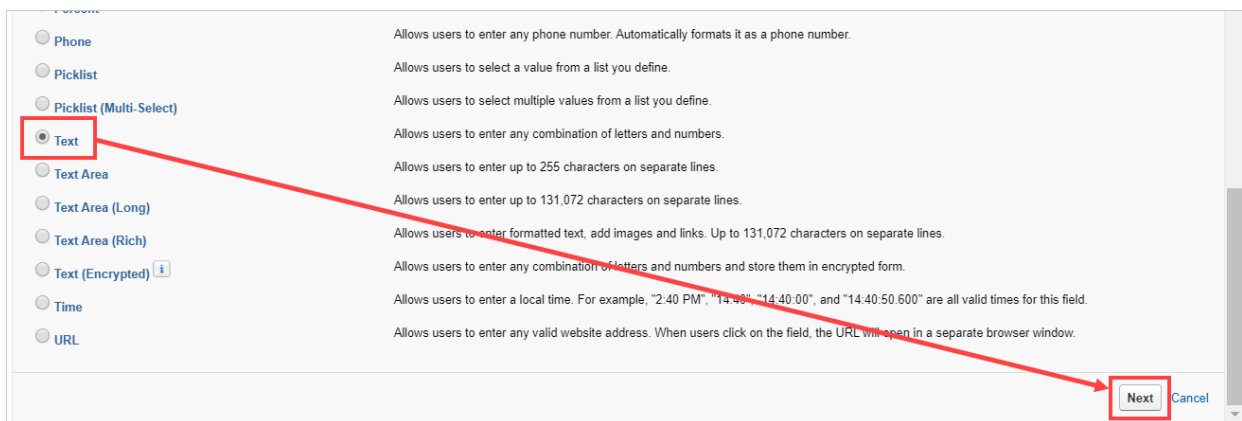 Phone Allows users to enter any phone number. Automatically formats it as a phone number.
Picklist Allows users to select a value from a list you define.
Picklist (Multi-Select) Allows users to select multiple values from a list you define.
Text Allows users to enter any combination of letters and numbers.
Text Area Allows users to enter up to 255 characters on separate lines.
Text Area (Long) Allows users to enter up to 131,072 characters on separate lines.
Text Area (Rich) Allows users to enter formatted text, add images and links. Up to 131,072 characters on separate lines.
Text (Encrypted) i Allows users to enter any combination of letters and numbers and store them in encrypted form.
Time Allows users to enter a local time. For example, "2:40 PM", "14:40", "14:40:00", and "14:40:50.600" are all valid times for this field.
URL Allows users to enter any valid website address. When users click on the field, the URL will open in a separate browser window.
Next Cancel